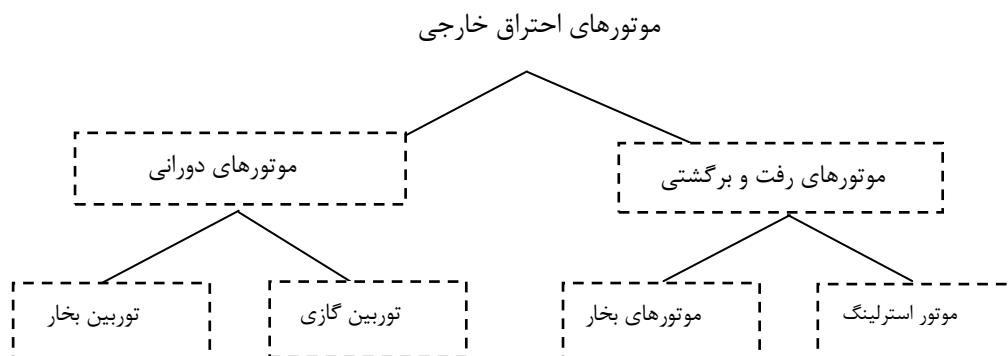 موتورهای احتراق خارجی
موتورهای رفت و برگشتی
موتورهای دورانی
موتور استرلینگ
موتورهای بخار
توربین گازی
توربین بخار